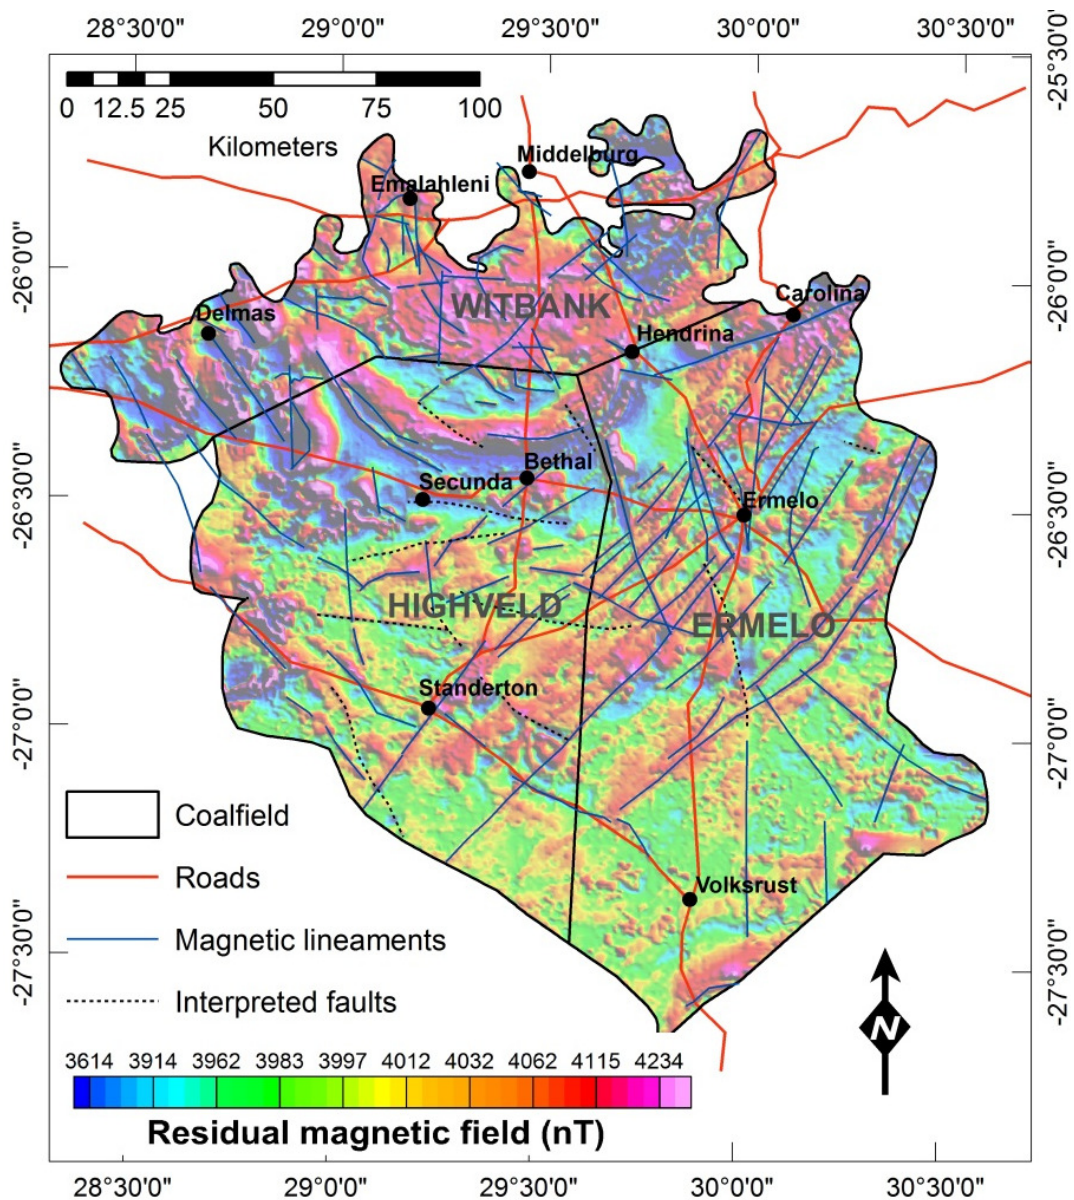 28°30'0" 29°0'0" 29°30'0" 30°0'0" 30°30'0"
-25°30'0"
0 12.5 25 50 75 100
Kilometers
Middelburg
Emalahleni
-26°0'0" -26°0'0"
Carolina
WITBANK
Delmas
Hendrina
Bethal
Secunda
-26°30'0" Ermelo -26°30'0"
HIGHVELD
ERMELO
Standerton
-27°0'0" -27°0'0"
Coalfield
Roads
Volksrust
Magnetic lineaments
-27°30'0" -27°30'0"
Interpreted faults
N
3614 3914 3962 3983 3997 4012 4032 4062 4115 4234
Residual magnetic field (nT)
28°30'0" 29°0'0" 29°30'0" 30°0'0" 30°30'0"